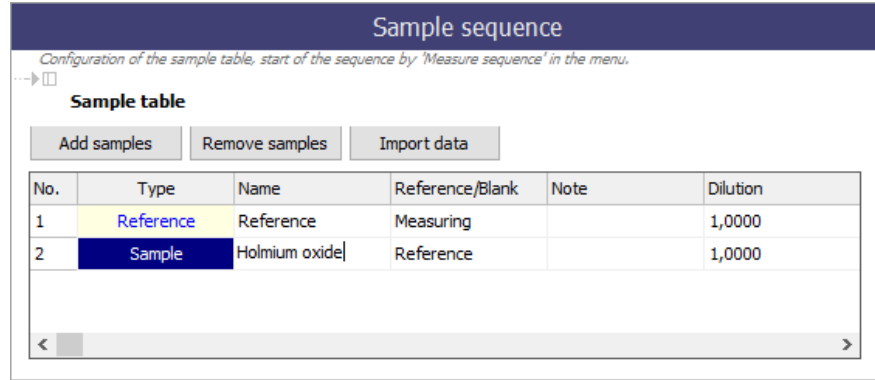 Sample sequence
Configuration of the sample table, start of the sequence by 'Measure sequence' in the menu.
Sample table
Add samples Remove samples Import data
No. Type Name Reference/Blank Note Dilution
1 Reference Reference Measuring 1,0000
2 Sample Holmium oxide Reference 1,0000